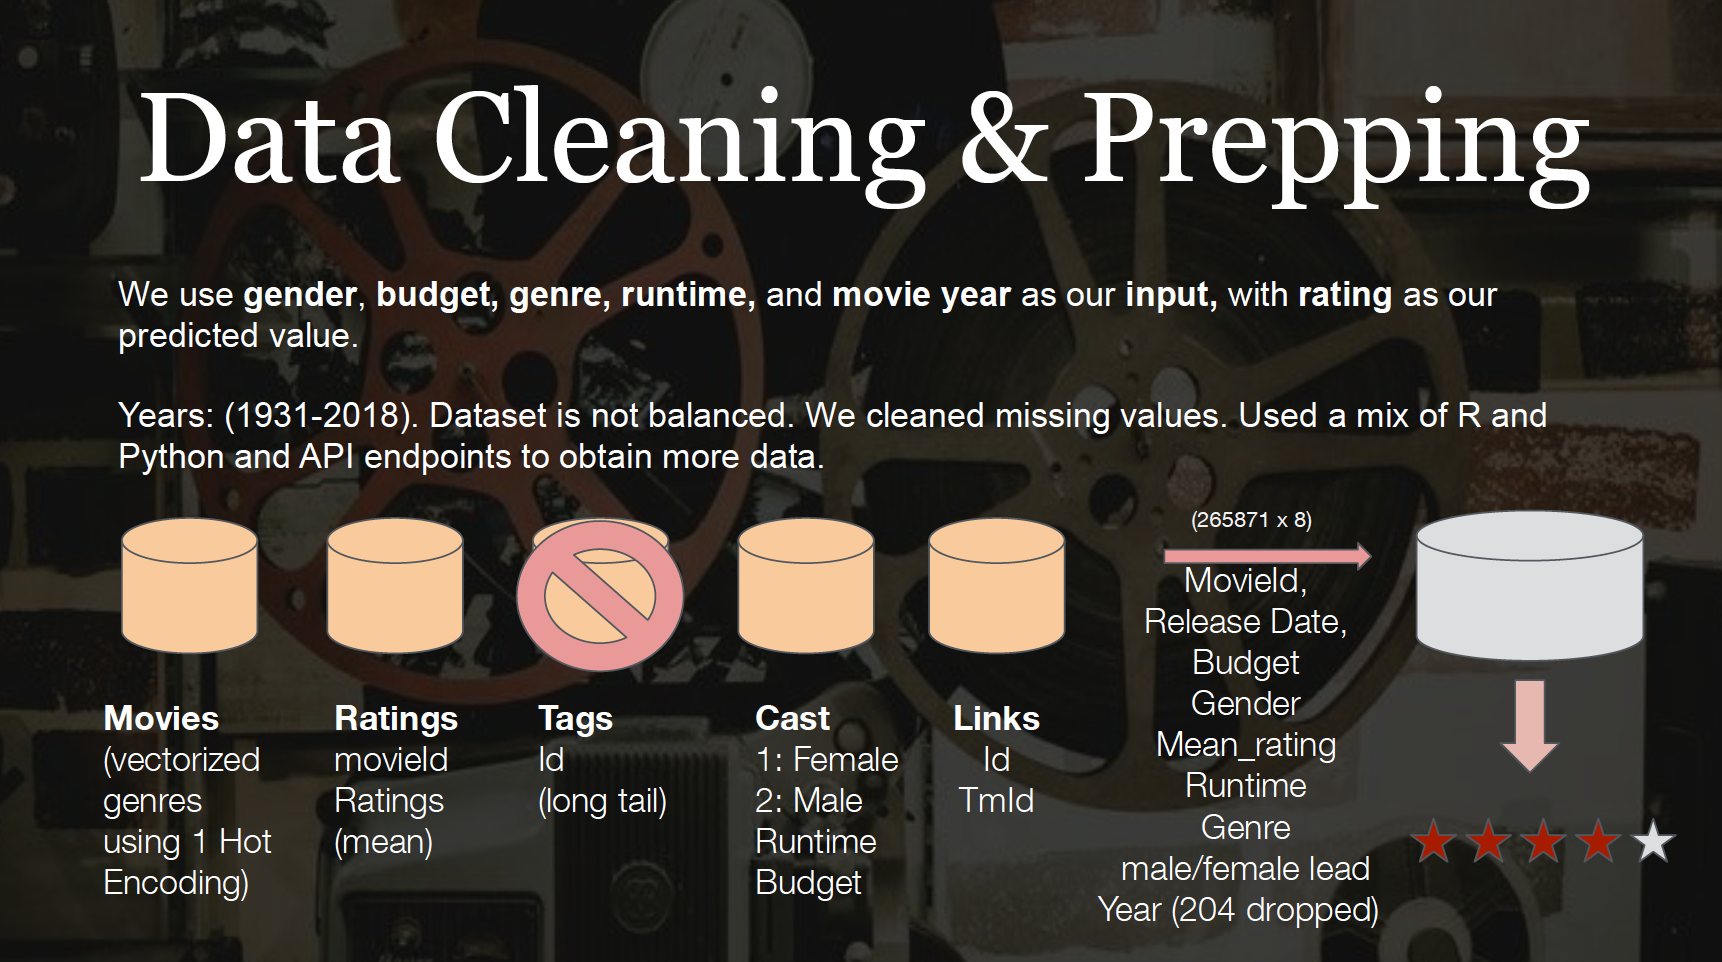 Data Cleaning & Prepping
We use gender, budget, genre, runtime, and movie year as our input, with rating as our
predicted value.
Years: (1931-2018). Dataset is not balanced. We cleaned missing values. Used a mix of R and
Python and API endpoints to obtain more data.
Movies
(vectorized
genres
using 1 Hot
Encoding)
Ratings
movieId
Ratings
(mean)
Tags
Id
(long tail)
Cast
1: Female
2: Male
Runtime
Budget
Links
Id
TmId
(265871 x 8)
MovieId,
Release Date,
Budget
Gender
Mean_rating
Runtime
Genre
male/female lead
Year (204 dropped)